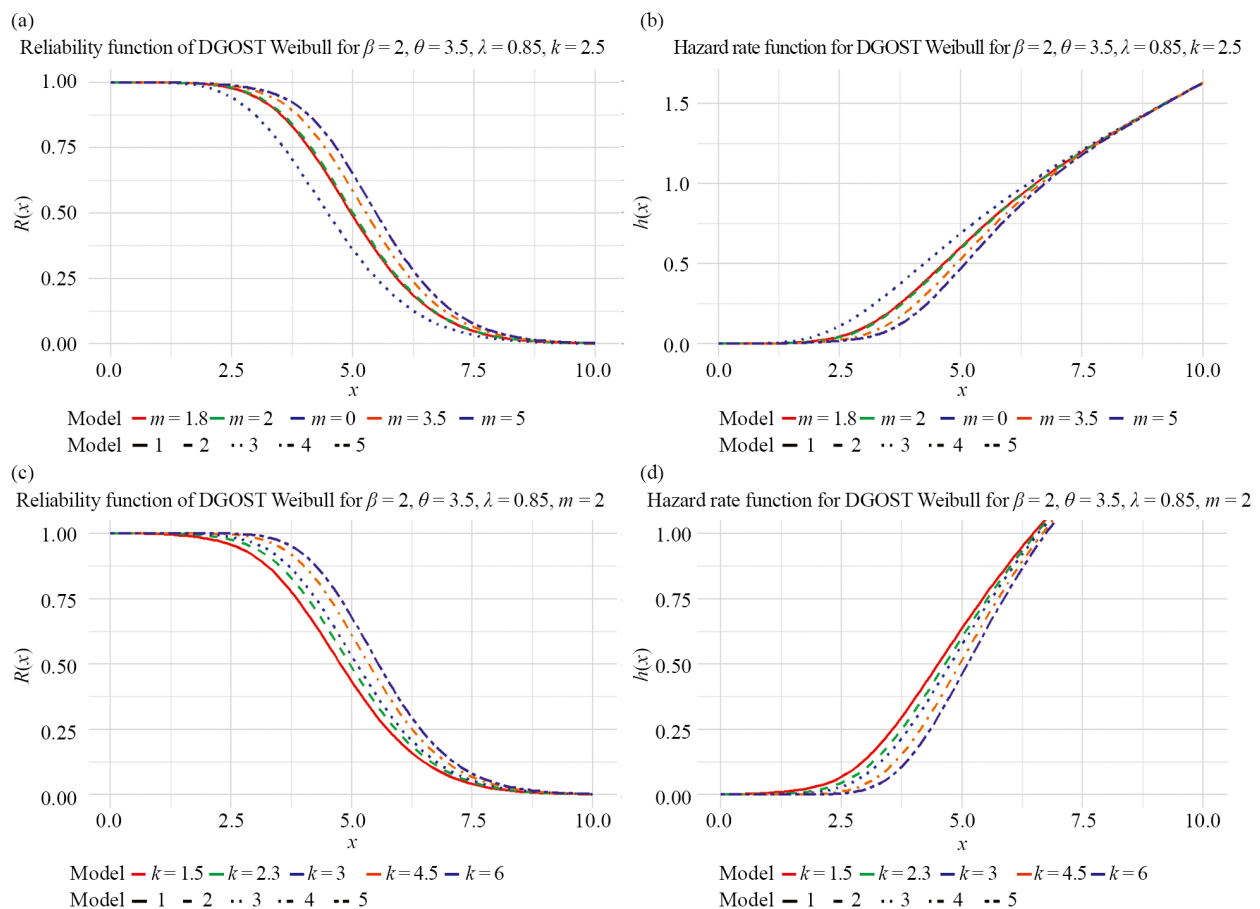 (a)
Reliability function of DGOST Weibull for β = 2, θ = 3.5, λ = 0.85, k = 2.5
1.00
0.75
0.50
0.25
0.00
R(x)
0.0 2.5 5.0 7.5 10.0
x
Model m = 1.8 m = 2 m = 0 m = 3.5 m = 5
Model 1 2 3 4 5
(b)
Hazard rate function for DGOST Weibull for β = 2, θ = 3.5, λ = 0.85, k = 2.5
1.5
1.0
0.5
0.0
h(x)
0.0 2.5 5.0 7.5 10.0
x
Model m = 1.8 m = 2 m = 0 m = 3.5 m = 5
Model 1 2 3 4 5
(c)
Reliability function of DGOST Weibull for β = 2, θ = 3.5, λ = 0.85, m = 2
1.00
0.75
0.50
0.25
0.00
R(x)
0.0 2.5 5.0 7.5 10.0
x
Model k = 1.5 k = 2.3 k = 3 k = 4.5 k = 6
Model 1 2 3 4 5
(d)
Hazard rate function for DGOST Weibull for β = 2, θ = 3.5, λ = 0.85, m = 2
1.00
0.75
0.50
0.25
0.00
h(x)
0.0 2.5 5.0 7.5 10.0
x
Model k = 1.5 k = 2.3 k = 3 k = 4.5 k = 6
Model 1 2 3 4 5